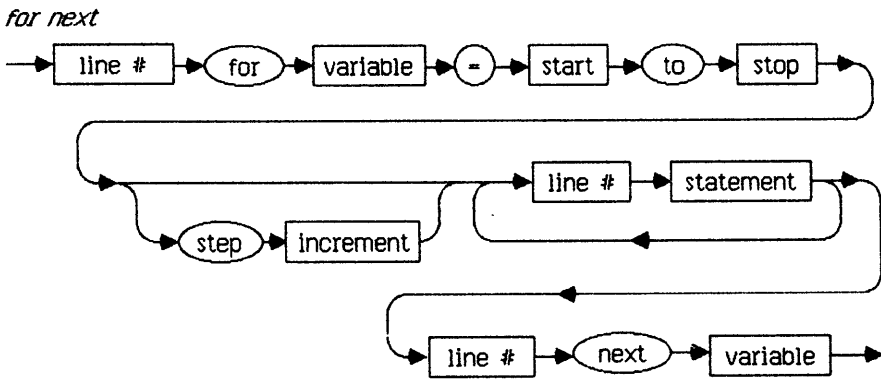 for next
line # for variable = start to stop
line # statement
step increment
line # next variable